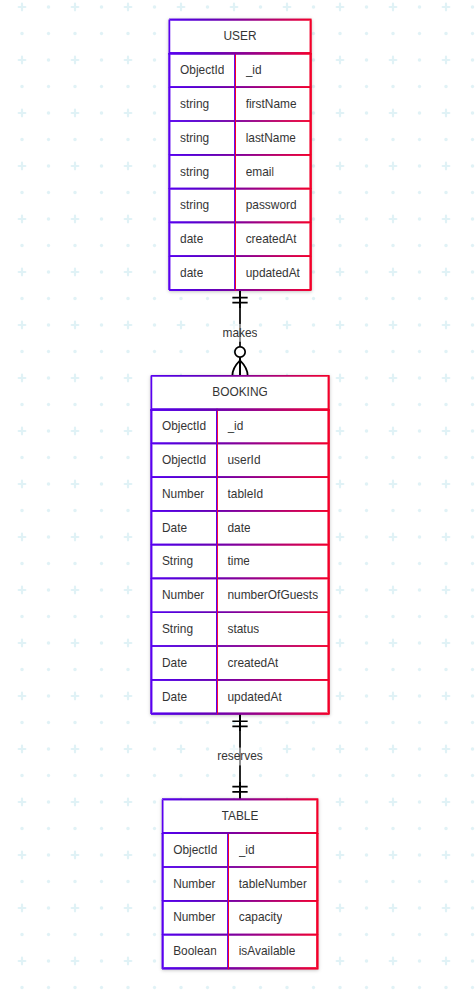 USER
ObjectId _id
string firstName
string lastName
string email
string password
date createdAt
date updatedAt
makes
BOOKING
ObjectId _id
ObjectId userId
Number tableId
Date date
String time
Number numberOfGuests
String status
Date createdAt
Date updatedAt
reserves
TABLE
ObjectId _id
Number tableNumber
Number capacity
Boolean isAvailable